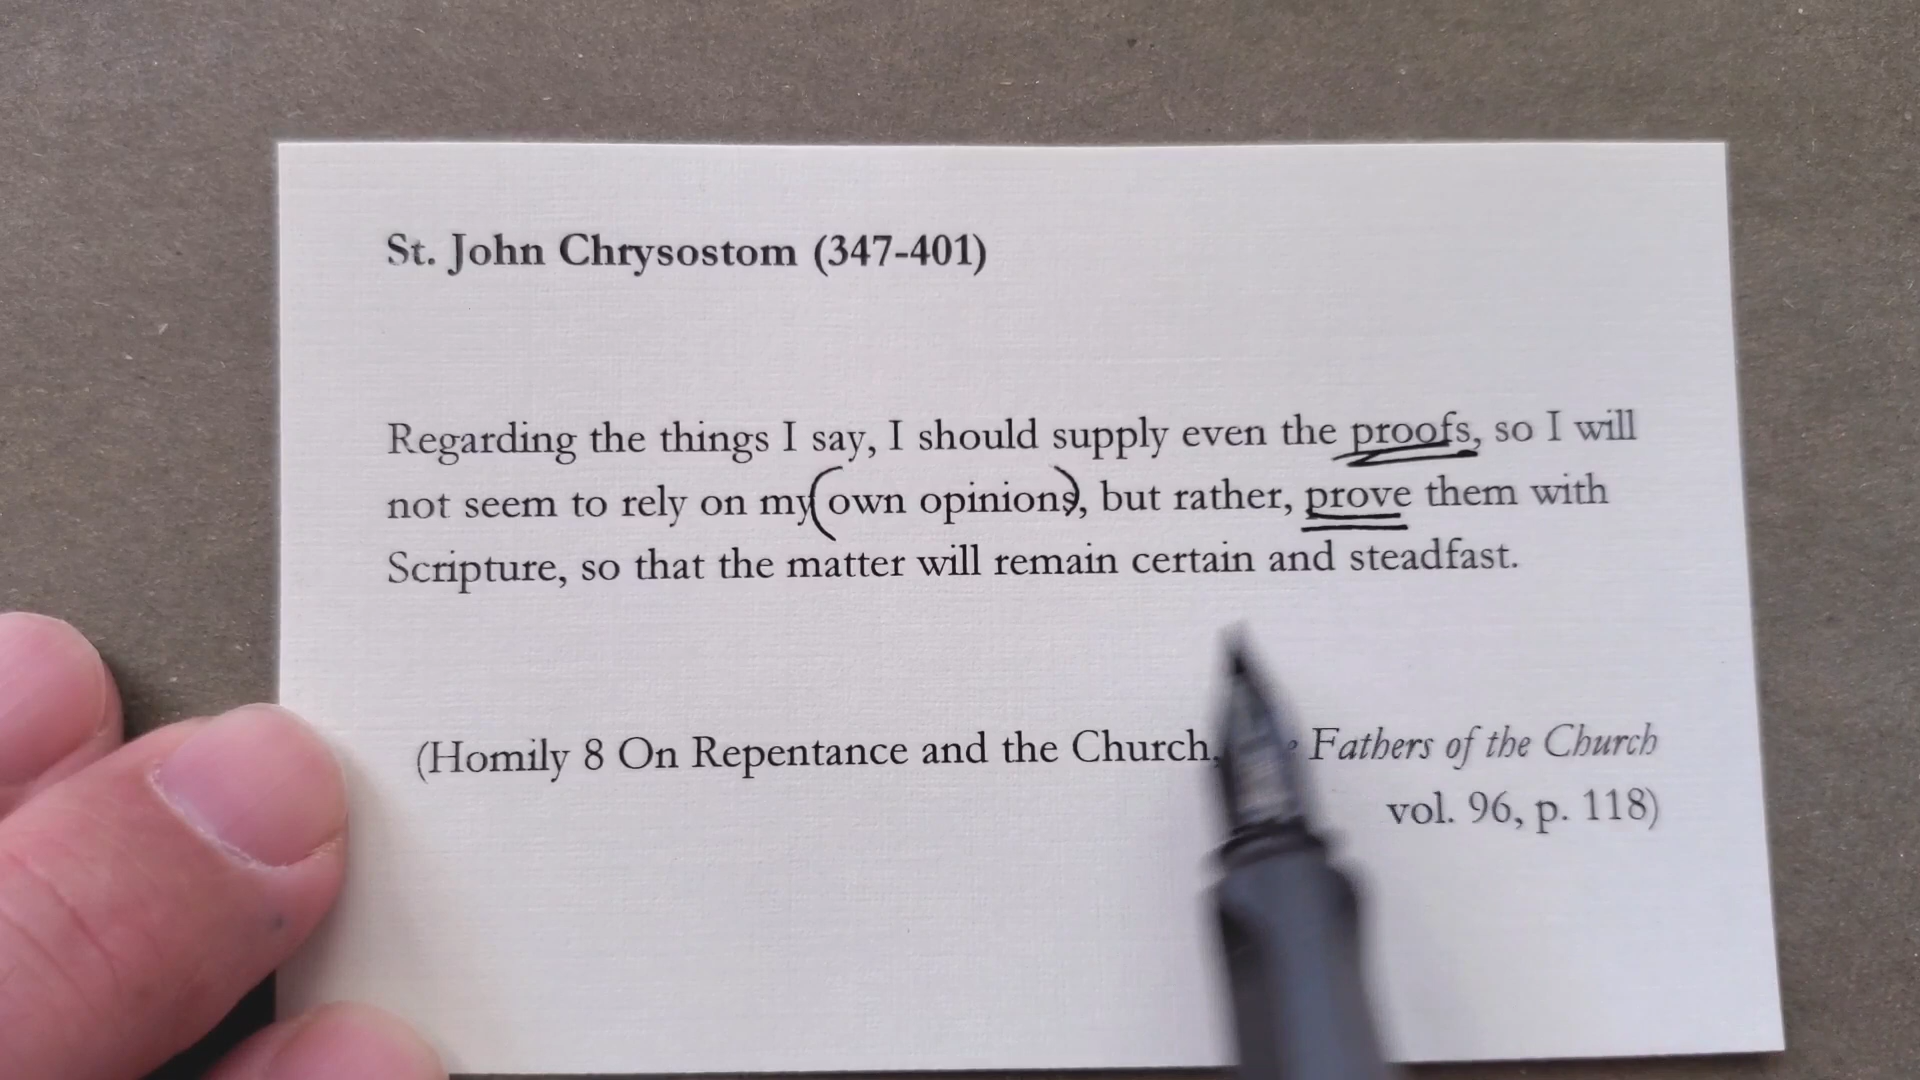 St. John Chrysostom (347-401)
Regarding the things I say, I should supply even the proofs, so I will
not seem to rely on my own opinions, but rather, prove them with
Scripture, so that the matter will remain certain and steadfast.
(Homily 8 On Repentance and the Church, Fathers of the Church
vol. 96, p. 118)